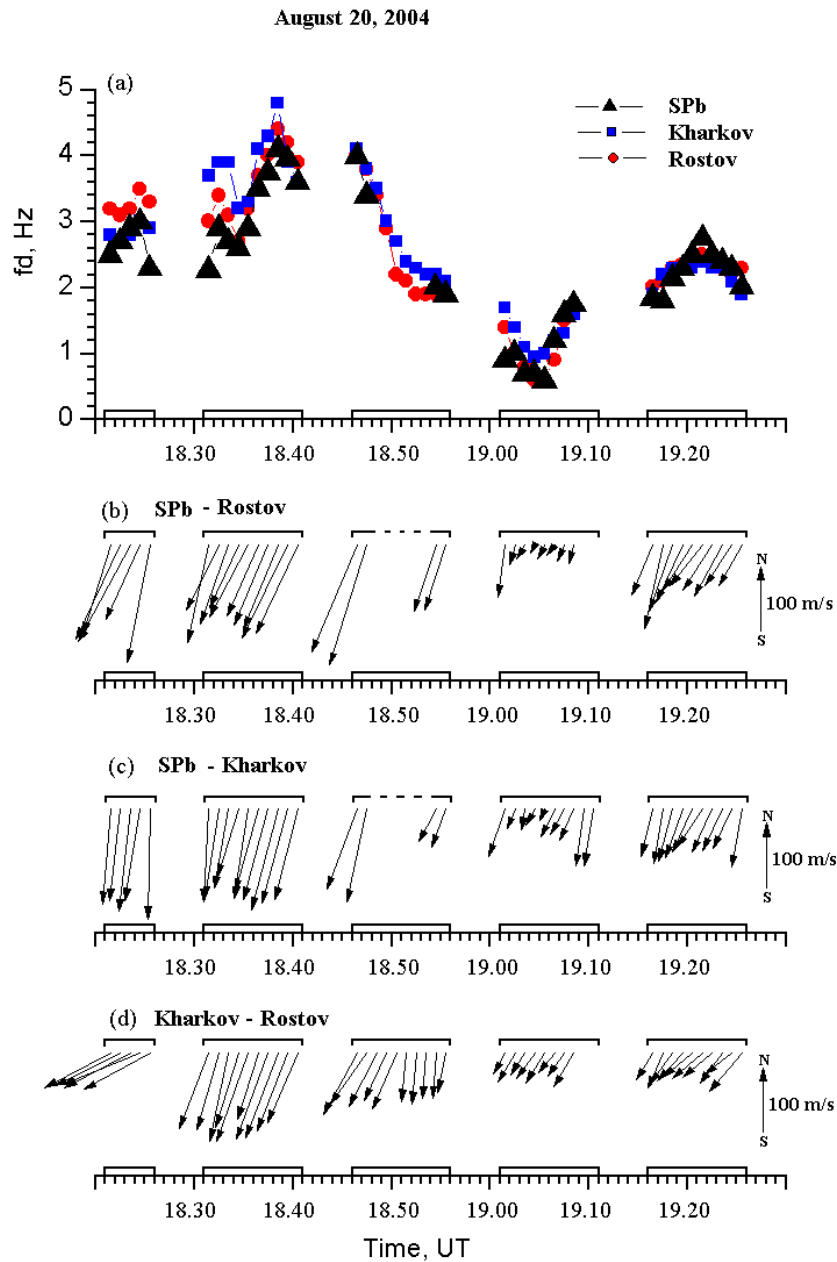 August 20, 2004
(a)
SPb
Kharkov
Rostov
fd, Hz
5
4
3
2
1
0
18.30 18.40 18.50 19.00 19.10 19.20
(b) SPb - Rostov
N
100 m/s
S
18.30 18.40 18.50 19.00 19.10 19.20
(c) SPb - Kharkov
N
100 m/s
S
18.30 18.40 18.50 19.00 19.10 19.20
(d) Kharkov - Rostov
N
100 m/s
S
18.30 18.40 18.50 19.00 19.10 19.20
Time, UT